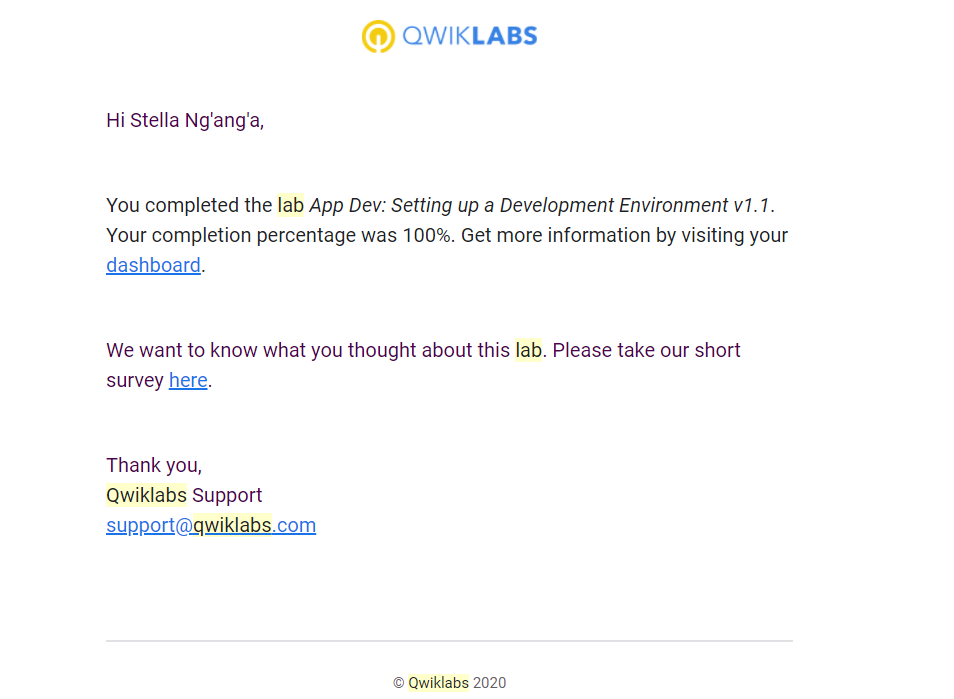 QWIKLABS
Hi Stella Ng'ang'a,
You completed the lab App Dev: Setting up a Development Environment v1.1.
Your completion percentage was 100%. Get more information by visiting your
dashboard.
We want to know what you thought about this lab. Please take our short
survey here.
Thank you,
Qwiklabs Support
support@qwiklabs.com
© Qwiklabs 2020